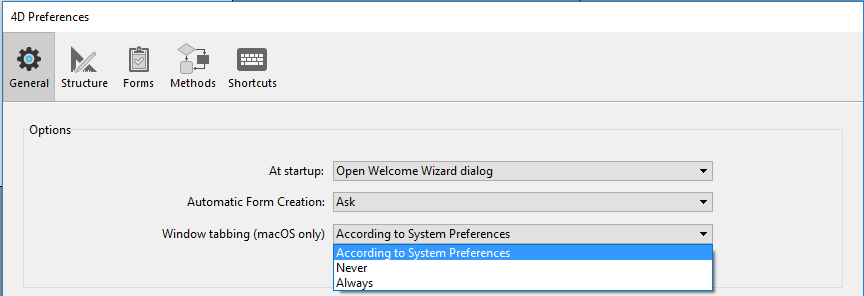 4D Preferences
General Structure Forms Methods Shortcuts
Options
At startup: Open Welcome Wizard dialog
Automatic Form Creation: Ask
Window tabbing (macOS only) According to System Preferences
According to System Preferences
Never
Always